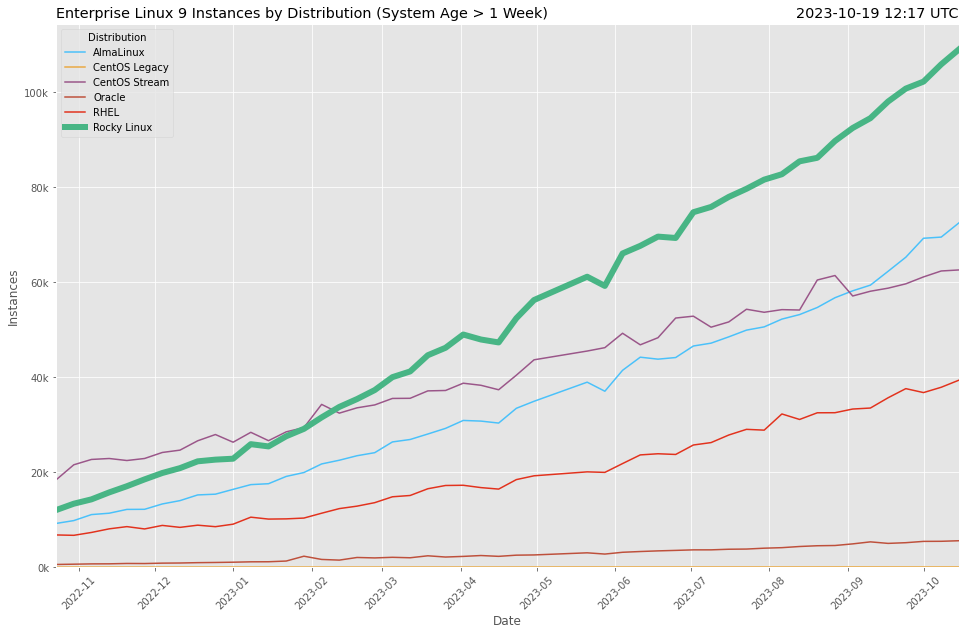 Enterprise Linux 9 Instances by Distribution (System Age > 1 Week)
2023-10-19 12:17 UTC
Distribution
AlmaLinux
CentOS Legacy
CentOS Stream
Oracle
RHEL
Rocky Linux
100k
80k
60k
40k
20k
0k
Instances
2022-11
2022-12
2023-01
2023-02
2023-03
2023-04
2023-05
2023-06
2023-07
2023-08
2023-09
2023-10
Date